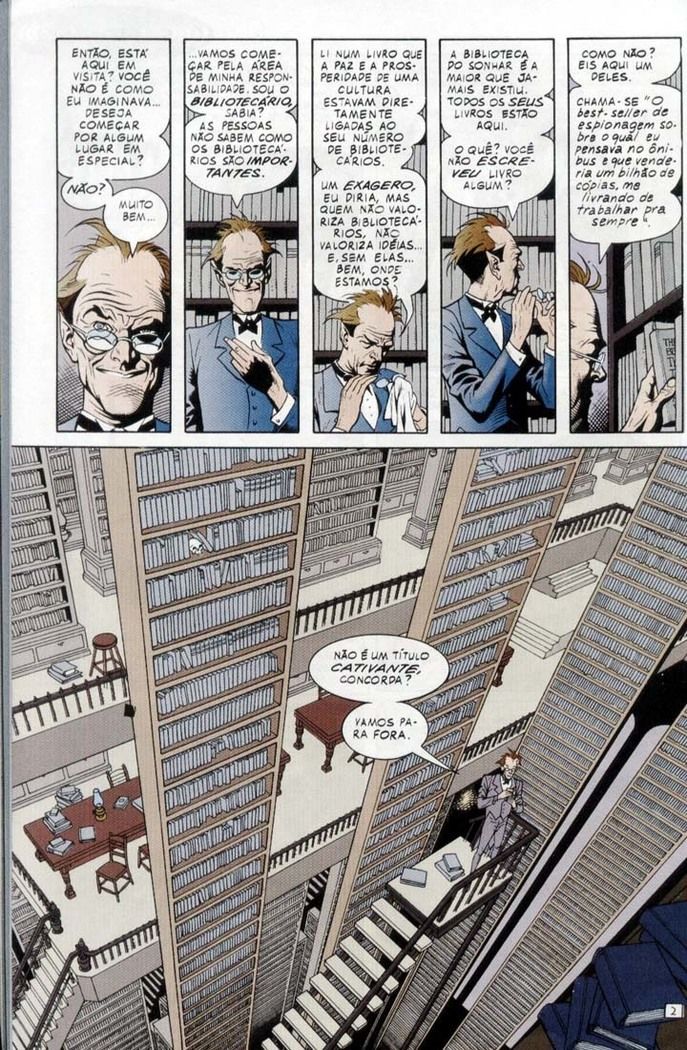 ENTÃO, ESTÁ
AQUI EM
VISITA? VOCÊ
NÃO É COMO
EU IMAGINAVA...
DESEJA
COMEÇAR
POR ALGUM
LUGAR EM
ESPECIAL?
NÃO?
MUITO
BEM...
...VAMOS COME-
ÇAR PELA ÁREA
DE MINHA RESPON-
SABILIDADE. SOU O
BIBLIOTECÁRIO,
SABIA?
AS PESSOAS
NÃO SABEM COMO
OS BIBLIOTECÁ-
RIOS SÃO IMPOR-
TANTES.
LI NUM LIVRO QUE
A PAZ E A PROS-
PERIDADE DE UMA
CULTURA
ESTAVAM DIRE-
TAMENTE
LIGADAS AO
SEU NÚMERO
DE BIBLIOTE-
CÁRIOS.
UM EXAGERO,
EU DIRIA, MAS
QUEM NÃO VALO-
RIZA BIBLIOTECÁ-
RIOS, NÃO
VALORIZA IDÉIAS...
E, SEM ELAS...
BEM, ONDE
ESTAMOS?
A BIBLIOTECA
DO SONHAR É A
MAIOR QUE JA-
MAIS EXISTIU.
TODOS OS SEUS
LIVROS ESTÃO
AQUI.
O QUÊ? VOCÊ
NÃO ESCRE-
VEU LIVRO
ALGUM?
COMO NÃO?
EIS AQUI UM
DELES.
CHAMA-SE "O
best-seller de
espionagem so-
bre o qual eu
pensava no ôni-
bus e que vende-
ria um bilhão de
cópias, me
livrando de
trabalhar pra
sempre".
THE
BE
T
NÃO É UM TÍTULO
CATIVANTE,
CONCORDA?
VAMOS PA-
RA FORA.
2